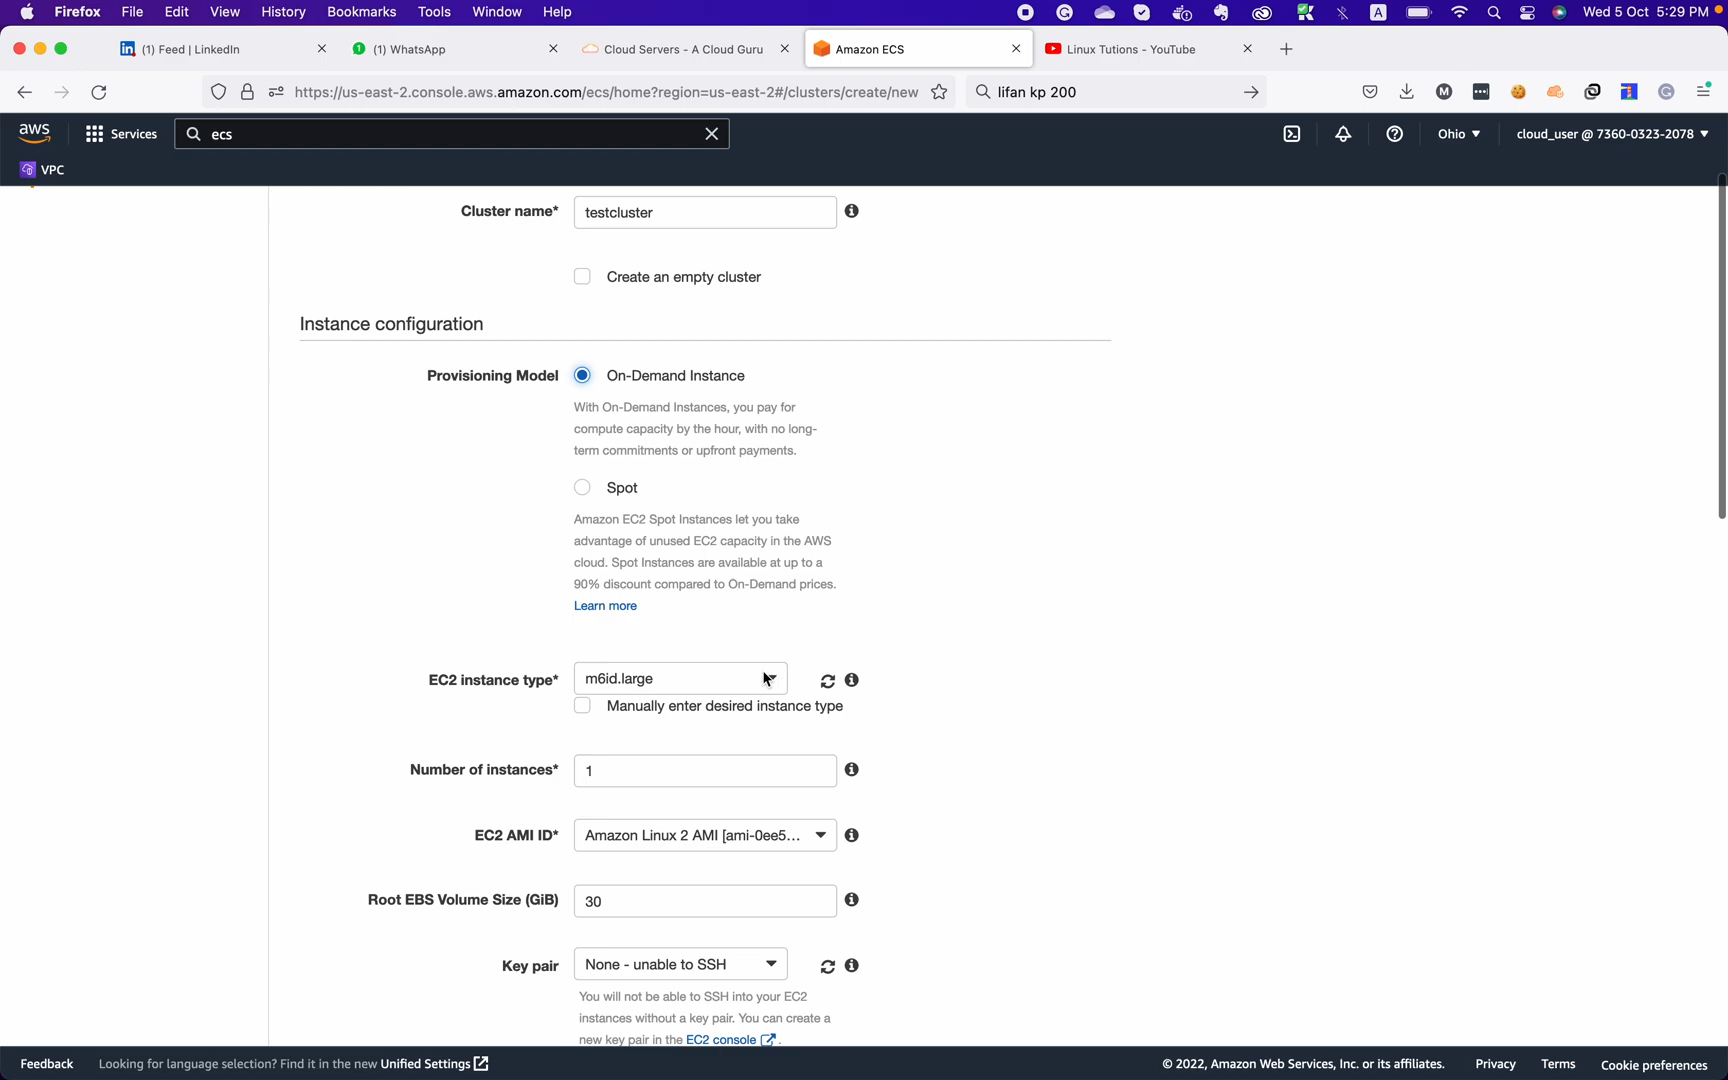 Firefox File Edit View History Bookmarks Tools Window Help A Wed 5 Oct 5:29 PM
(1) Feed | LinkedIn (1) WhatsApp Cloud Servers - A Cloud Guru Amazon ECS Linux Tutions - YouTube
https://us-east-2.console.aws.amazon.com/ecs/home?region=us-east-2#/clusters/create/new lifan kp 200
aws Services ecs Ohio cloud_user @ 7360-0323-2078
VPC
Cluster name* testcluster
Create an empty cluster
Instance configuration
Provisioning Model On-Demand Instance
With On-Demand Instances, you pay for
compute capacity by the hour, with no long-
term commitments or upfront payments.
Spot
Amazon EC2 Spot Instances let you take
advantage of unused EC2 capacity in the AWS
cloud. Spot Instances are available at up to a
90% discount compared to On-Demand prices.
Learn more
EC2 instance type* m6id.large
Manually enter desired instance type
Number of instances* 1
EC2 AMI ID* Amazon Linux 2 AMI [ami-0ee5...
Root EBS Volume Size (GiB) 30
Key pair None - unable to SSH
You will not be able to SSH into your EC2
instances without a key pair. You can create a
new key pair in the EC2 console .
Feedback Looking for language selection? Find it in the new Unified Settings © 2022, Amazon Web Services, Inc. or its affiliates. Privacy Terms Cookie preferences